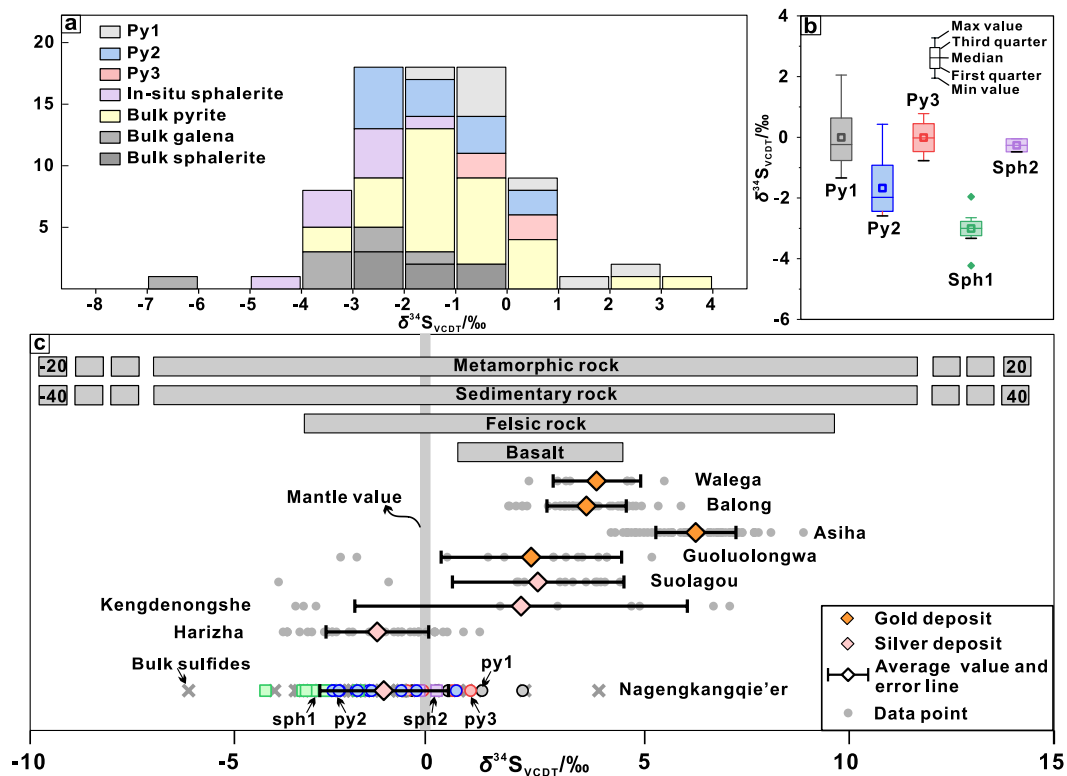 a
20
15
10
5
Py1
Py2
Py3
In-situ sphalerite
Bulk pyrite
Bulk galena
Bulk sphalerite
-8 -7 -6 -5 -4 -3 -2 -1 0 1 2 3 4
δ³⁴S_VCDT/‰
b
4
2
0
-2
-4
-6
δ³⁴S_VCDT/‰
Max value
Third quarter
Median
First quarter
Min value
Py1
Py2
Py3
Sph1
Sph2
c
-20 Metamorphic rock 20
-40 Sedimentary rock 40
Felsic rock
Basalt
Mantle value
Walega
Balong
Asiha
Guoluolongwa
Suolagou
Kengdenongshe
Harizha
Bulk sulfides
py1
Nagengkangqie'er
sph1
py2
sph2
py3
Gold deposit
Silver deposit
Average value and
error line
Data point
-10 -5 0 5 10 15
δ³⁴S_VCDT/‰